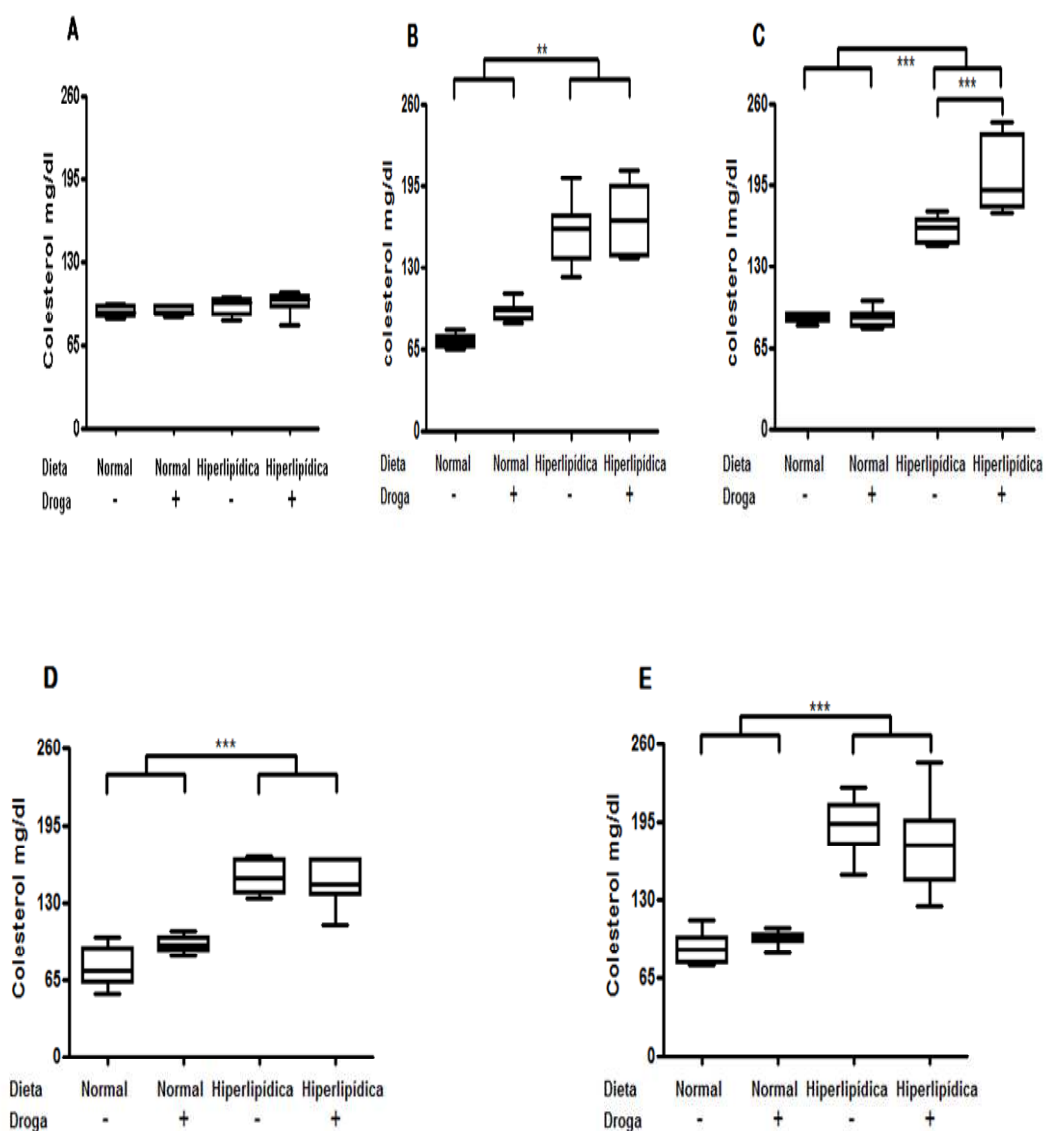 A
Colesterol mg/dl
260
195
130
65
0
Dieta Normal Normal Hiperlipídica Hiperlipídica
Droga - + - +
B
**
colesterol mg/dl
260
195
130
65
0
Dieta Normal Normal Hiperlipídica Hiperlipídica
Droga - + - +
C
***
***
colestero lmg/dl
260
195
130
65
0
Dieta Normal Normal Hiperlipídica Hiperlipídica
Droga - + - +
D
***
Colesterol mg/dl
260
195
130
65
0
Dieta Normal Normal Hiperlipídica Hiperlipídica
Droga - + - +
E
***
Colesterol mg/dl
260
195
130
65
0
Dieta Normal Normal Hiperlipídica Hiperlipídica
Droga - + - +